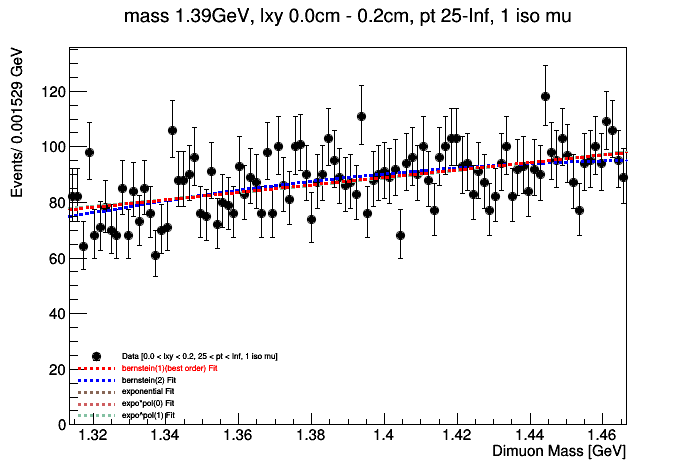 mass 1.39GeV, lxy 0.0cm - 0.2cm, pt 25-Inf, 1 iso mu
Events/ 0.001529 GeV
120
100
80
60
40
20
0
Data [0.0 < lxy < 0.2, 25 < pt < Inf, 1 iso mu]
bernstein(1)(best order) Fit
bernstein(2) Fit
exponential Fit
expo*pol(0) Fit
expo*pol(1) Fit
1.32 1.34 1.36 1.38 1.4 1.42 1.44 1.46
Dimuon Mass [GeV]